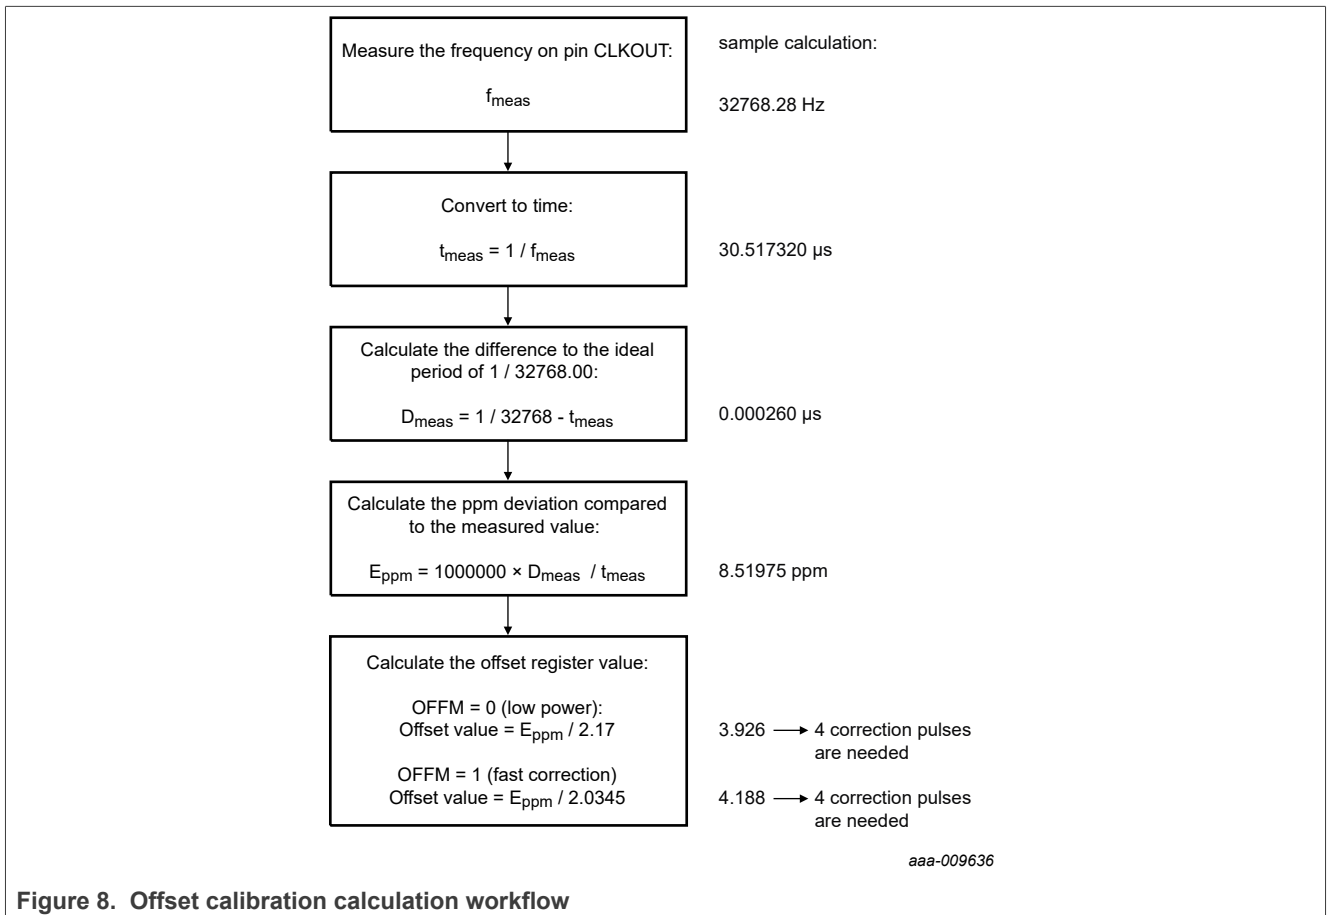 Measure the frequency on pin CLKOUT:
fmeas
sample calculation:
32768.28 Hz
Convert to time:
tmeas = 1 / fmeas
30.517320 µs
Calculate the difference to the ideal
period of 1 / 32768.00:
Dmeas = 1 / 32768 - tmeas
0.000260 µs
Calculate the ppm deviation compared
to the measured value:
Eppm = 1000000 × Dmeas / tmeas
8.51975 ppm
Calculate the offset register value:
OFFM = 0 (low power):
Offset value = Eppm / 2.17
3.926 → 4 correction pulses
are needed
OFFM = 1 (fast correction)
Offset value = Eppm / 2.0345
4.188 → 4 correction pulses
are needed
aaa-009636
Figure 8. Offset calibration calculation workflow